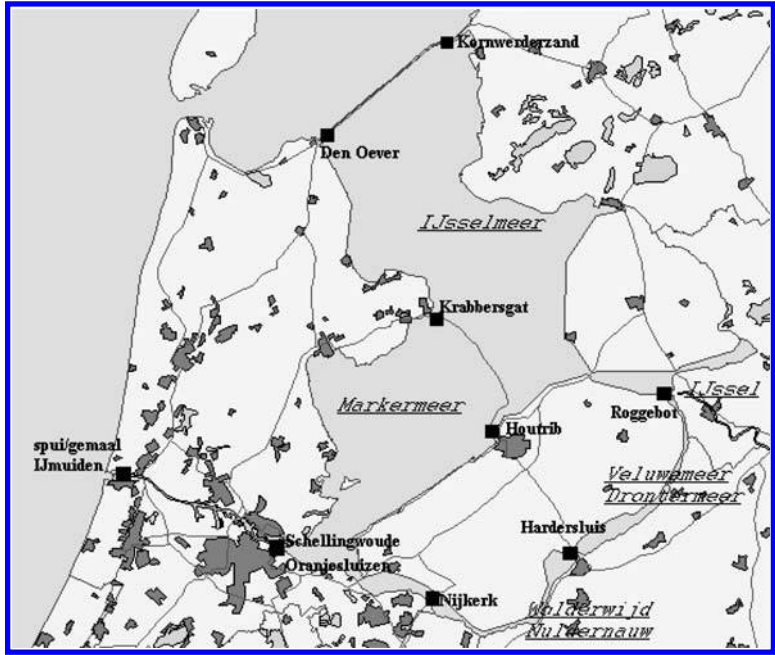 Kornwerderzand
Den Oever
IJsselmeer
Krabbersgat
Markermeer
IJssel
Roggebot
Houtrib
spui/gemaal
IJmuiden
Veluwemeer
Drontermeer
Hardersluis
Schellingwoude
Oranjesluizen
Nijkerk
Wolderwijd
Nuldernauw